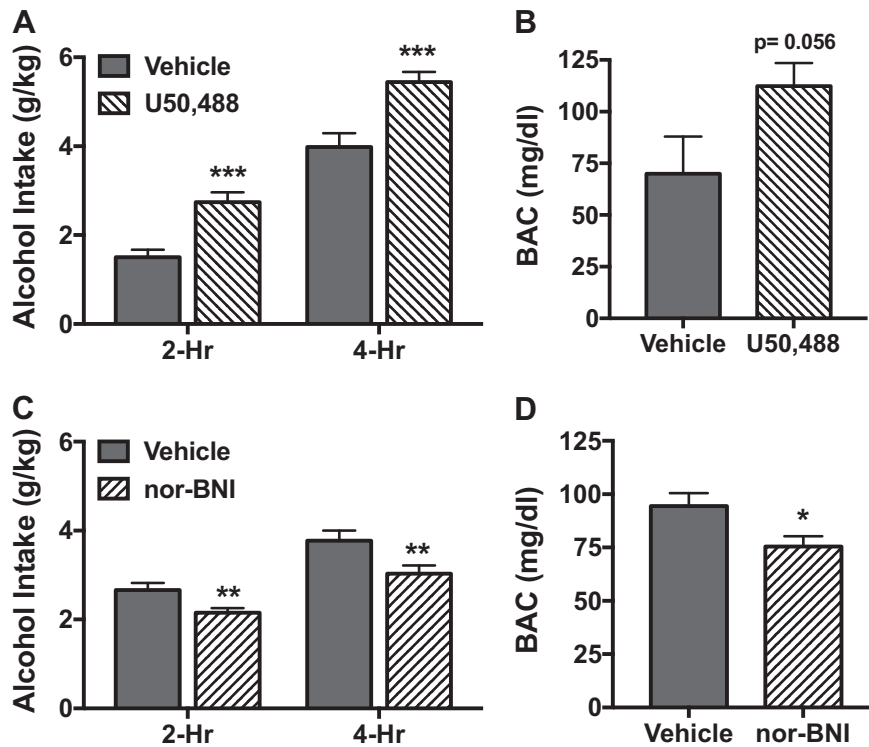 A
Alcohol Intake (g/kg)
6
4
2
0
Vehicle
U50,488
***
***
2-Hr
4-Hr
B
BAC (mg/dl)
125
100
75
50
25
0
p= 0.056
Vehicle
U50,488
C
Alcohol Intake (g/kg)
6
4
2
0
Vehicle
nor-BNI
**
**
2-Hr
4-Hr
D
BAC (mg/dl)
125
100
75
50
25
0
*
Vehicle
nor-BNI